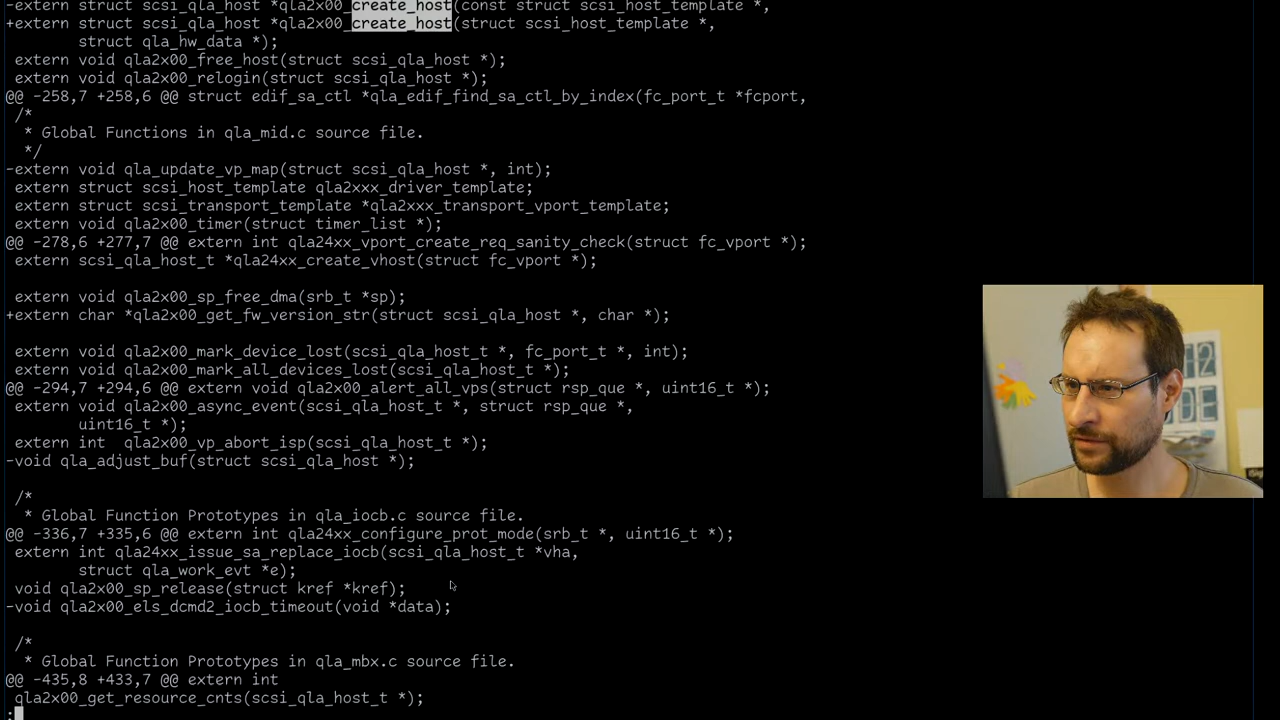 -extern struct scsi_qla_host *qla2x00_create_host(const struct scsi_host_template *,
+extern struct scsi_qla_host *qla2x00_create_host(struct scsi_host_template *,
        struct qla_hw_data *);
 extern void qla2x00_free_host(struct scsi_qla_host *);
 extern void qla2x00_relogin(struct scsi_qla_host *);
@@ -258,7 +258,6 @@ struct edif_sa_ctl *qla_edif_find_sa_ctl_by_index(fc_port_t *fcport,
 /*
  * Global Functions in qla_mid.c source file.
  */
-extern void qla_update_vp_map(struct scsi_qla_host *, int);
 extern struct scsi_host_template qla2xxx_driver_template;
 extern struct scsi_transport_template *qla2xxx_transport_vport_template;
 extern void qla2x00_timer(struct timer_list *);
@@ -278,6 +277,7 @@ extern int qla24xx_vport_create_req_sanity_check(struct fc_vport *);
 extern scsi_qla_host_t *qla24xx_create_vhost(struct fc_vport *);
 extern void qla2x00_sp_free_dma(srb_t *sp);
+extern char *qla2x00_get_fw_version_str(struct scsi_qla_host *, char *);
 extern void qla2x00_mark_device_lost(scsi_qla_host_t *, fc_port_t *, int);
 extern void qla2x00_mark_all_devices_lost(scsi_qla_host_t *);
@@ -294,7 +294,6 @@ extern void qla2x00_alert_all_vps(struct rsp_que *, uint16_t *);
 extern void qla2x00_async_event(scsi_qla_host_t *, struct rsp_que *,
        uint16_t *);
 extern int  qla2x00_vp_abort_isp(scsi_qla_host_t *);
-void qla_adjust_buf(struct scsi_qla_host *);
 /*
  * Global Function Prototypes in qla_iocb.c source file.
@@ -336,7 +335,6 @@ extern int qla24xx_configure_prot_mode(srb_t *, uint16_t *);
 extern int qla24xx_issue_sa_replace_iocb(scsi_qla_host_t *vha,
        struct qla_work_evt *e);
 void qla2x00_sp_release(struct kref *kref);
-void qla2x00_els_dcmd2_iocb_timeout(void *data);
 /*
  * Global Function Prototypes in qla_mbx.c source file.
@@ -435,8 +433,7 @@ extern int
 qla2x00_get_resource_cnts(scsi_qla_host_t *);
: